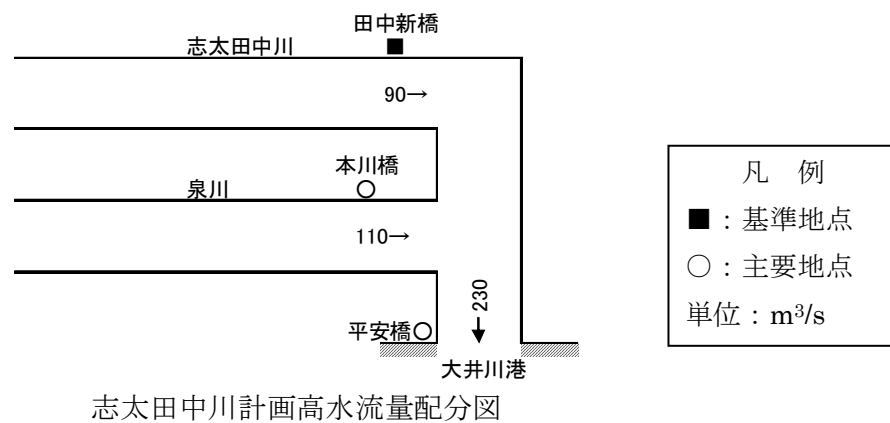 田中新橋
■
志太田中川
90→
本川橋
○
泉川
110→
230→
平安橋○
大井川港
凡 例
■：基準地点
○：主要地点
単位：m³/s
志太田中川計画高水流量配分図